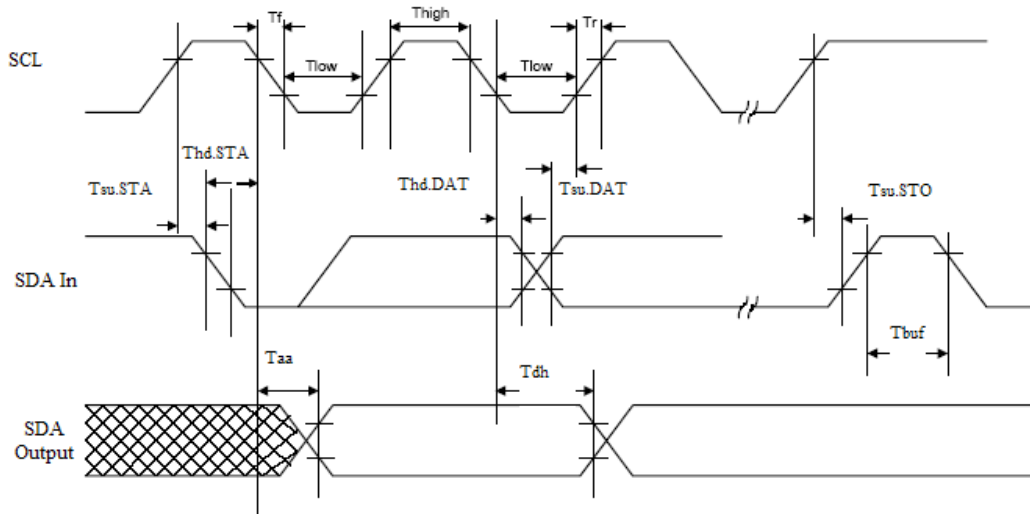 Tf
Thigh
Tr
SCL
Tlow
Tlow
Thd.STA
Tsu.STA
Thd.DAT
Tsu.DAT
Tsu.STO
SDA In
Tbuf
Taa
Tdh
SDA
Output